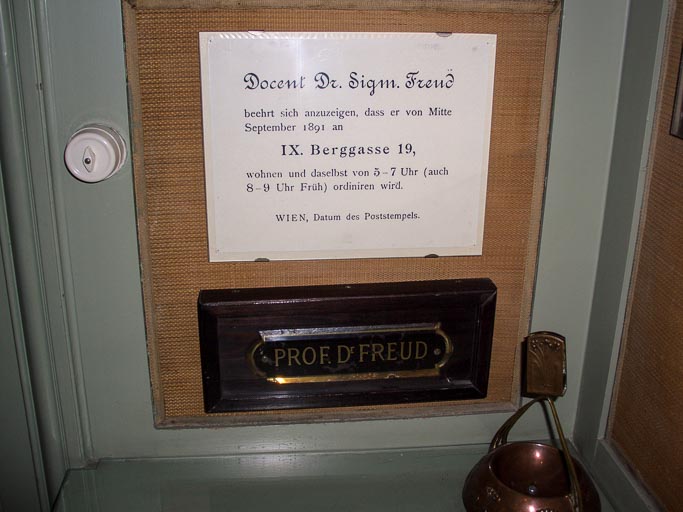 Docent Dr. Sigm. Freud
beehrt sich anzuzeigen, dass er von Mitte
September 1891 an
IX. Berggasse 19,
wohnen und daselbst von 5–7 Uhr (auch
8–9 Uhr Früh) ordiniren wird.
WIEN, Datum des Poststempels.
PROF. Dr FREUD